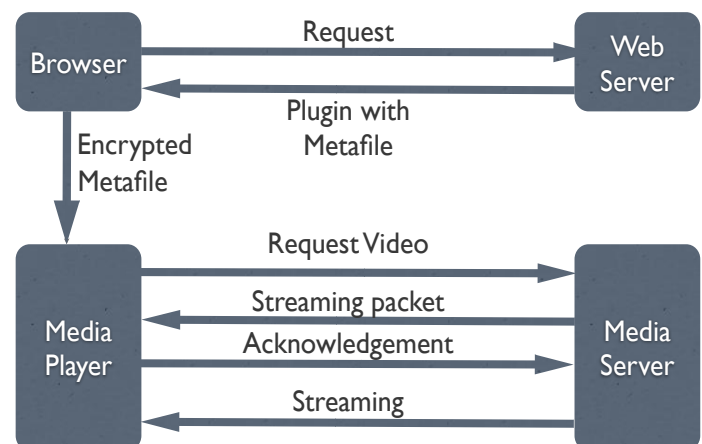 Request
Browser
Web
Server
Plugin with
Metafile
Encrypted
Metafile
Request Video
Streaming packet
Media
Player
Acknowledgement
Media
Server
Streaming